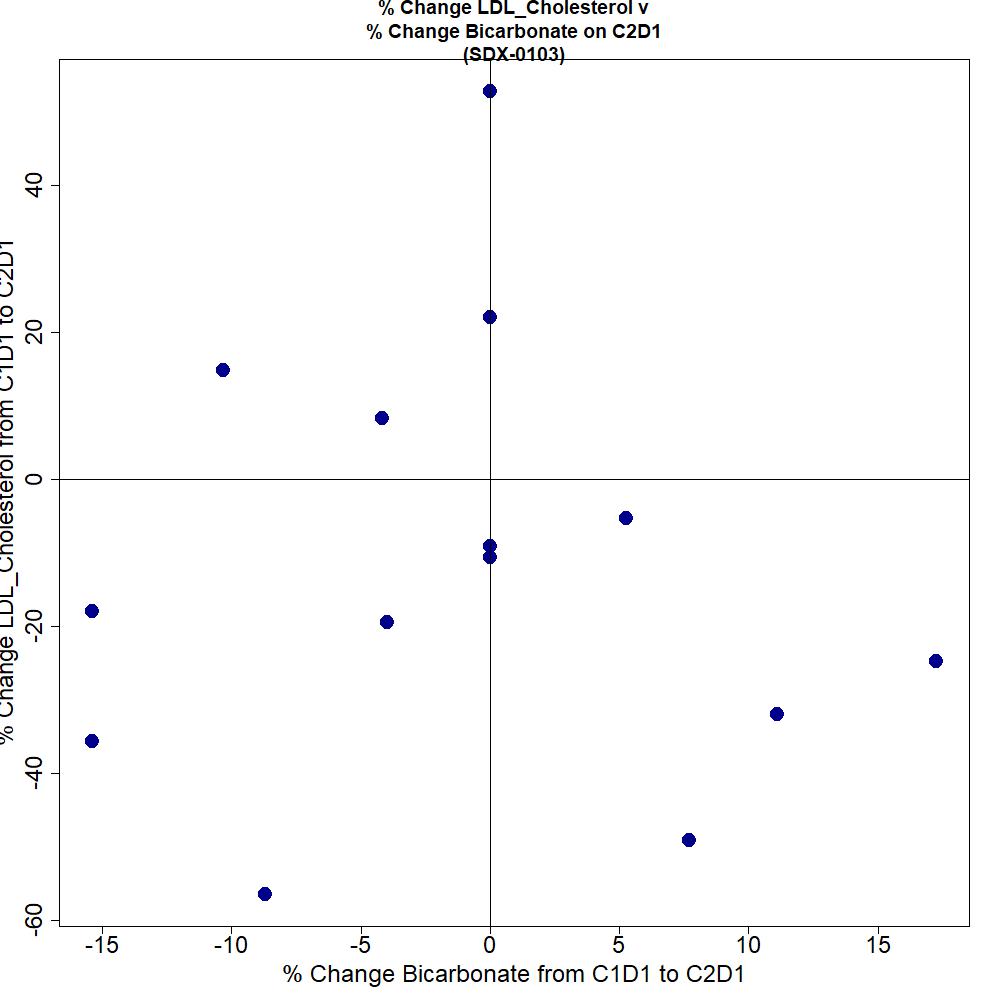 % Change LDL_Cholesterol v
% Change Bicarbonate on C2D1
(SDX-0103)
% Change LDL_Cholesterol from C1D1 to C2D1
40
20
0
-20
-40
-60
-15
-10
-5
0
5
10
15
% Change Bicarbonate from C1D1 to C2D1